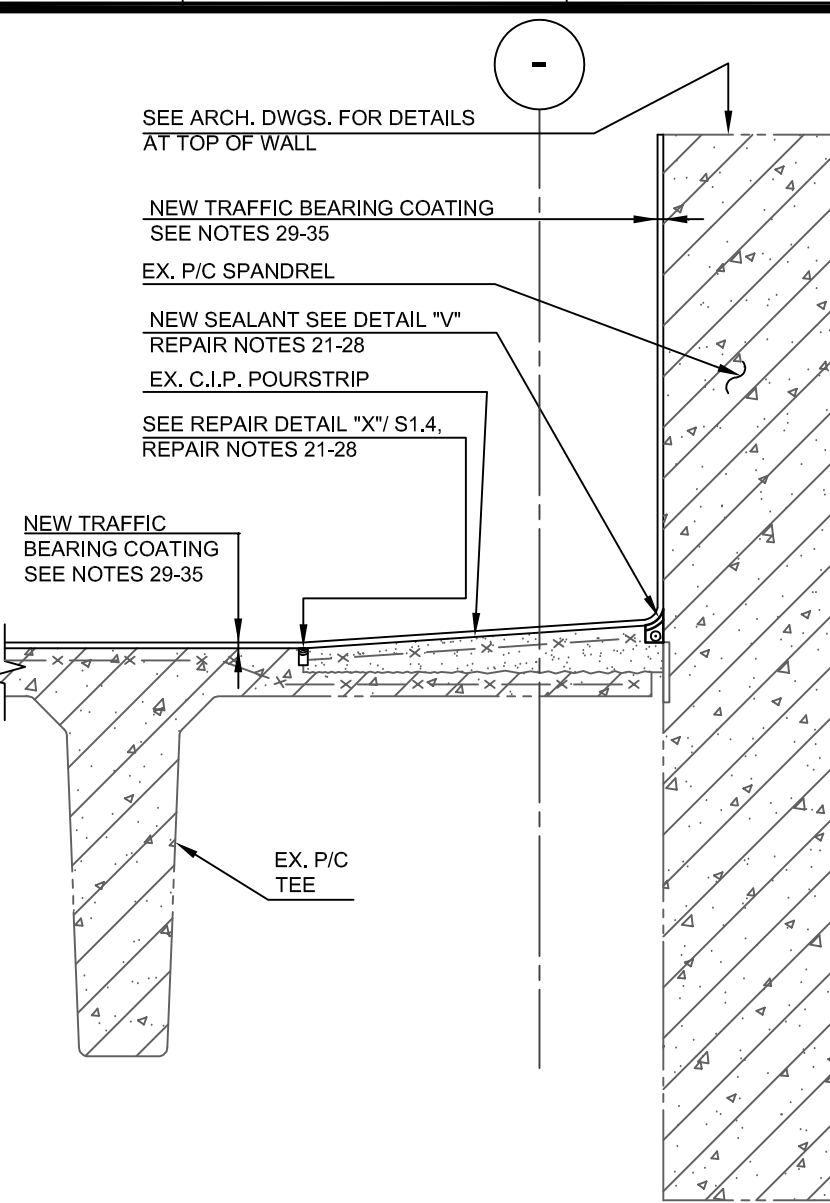 -
SEE ARCH. DWGS. FOR DETAILS
AT TOP OF WALL
NEW TRAFFIC BEARING COATING
SEE NOTES 29-35
EX. P/C SPANDREL
NEW SEALANT SEE DETAIL "V"
REPAIR NOTES 21-28
EX. C.I.P. POURSTRIP
SEE REPAIR DETAIL "X"/ S1.4,
REPAIR NOTES 21-28
NEW TRAFFIC
BEARING COATING
SEE NOTES 29-35
EX. P/C
TEE